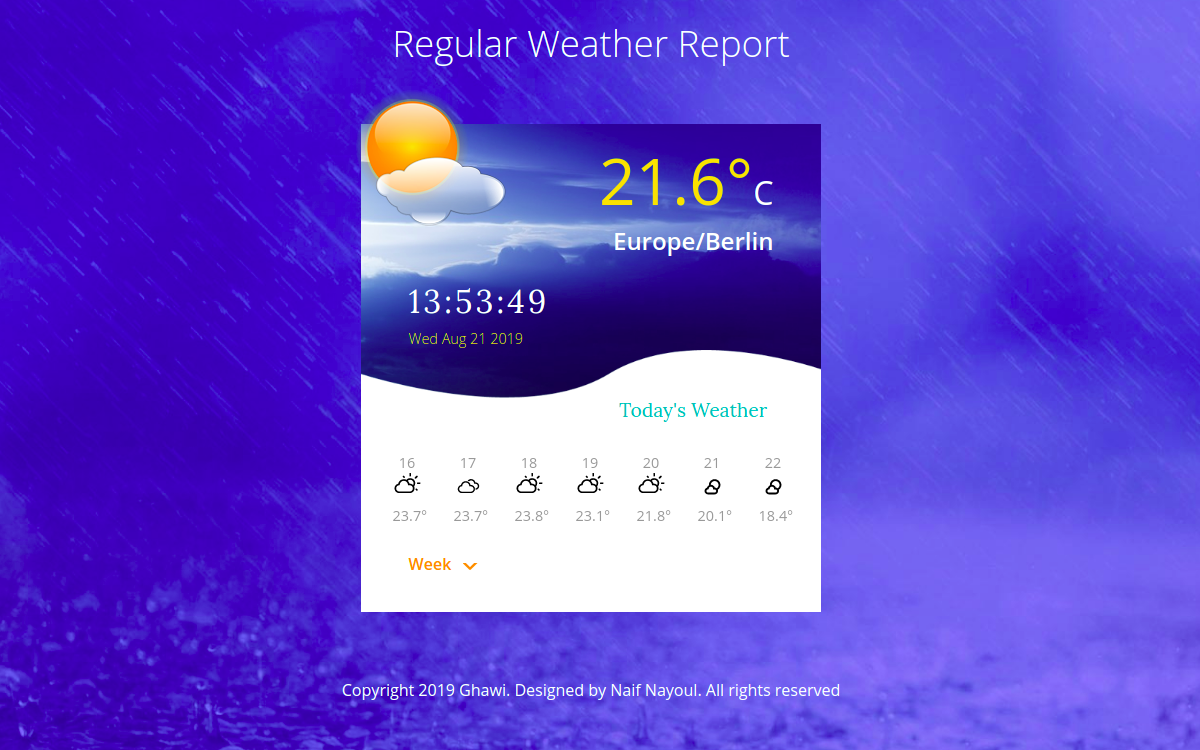 Regular Weather Report
21.6°C
Europe/Berlin
13:53:49
Wed Aug 21 2019
Today's Weather
16 17 18 19 20 21 22
23.7° 23.7° 23.8° 23.1° 21.8° 20.1° 18.4°
Week
Copyright 2019 Ghawi. Designed by Naif Nayoul. All rights reserved